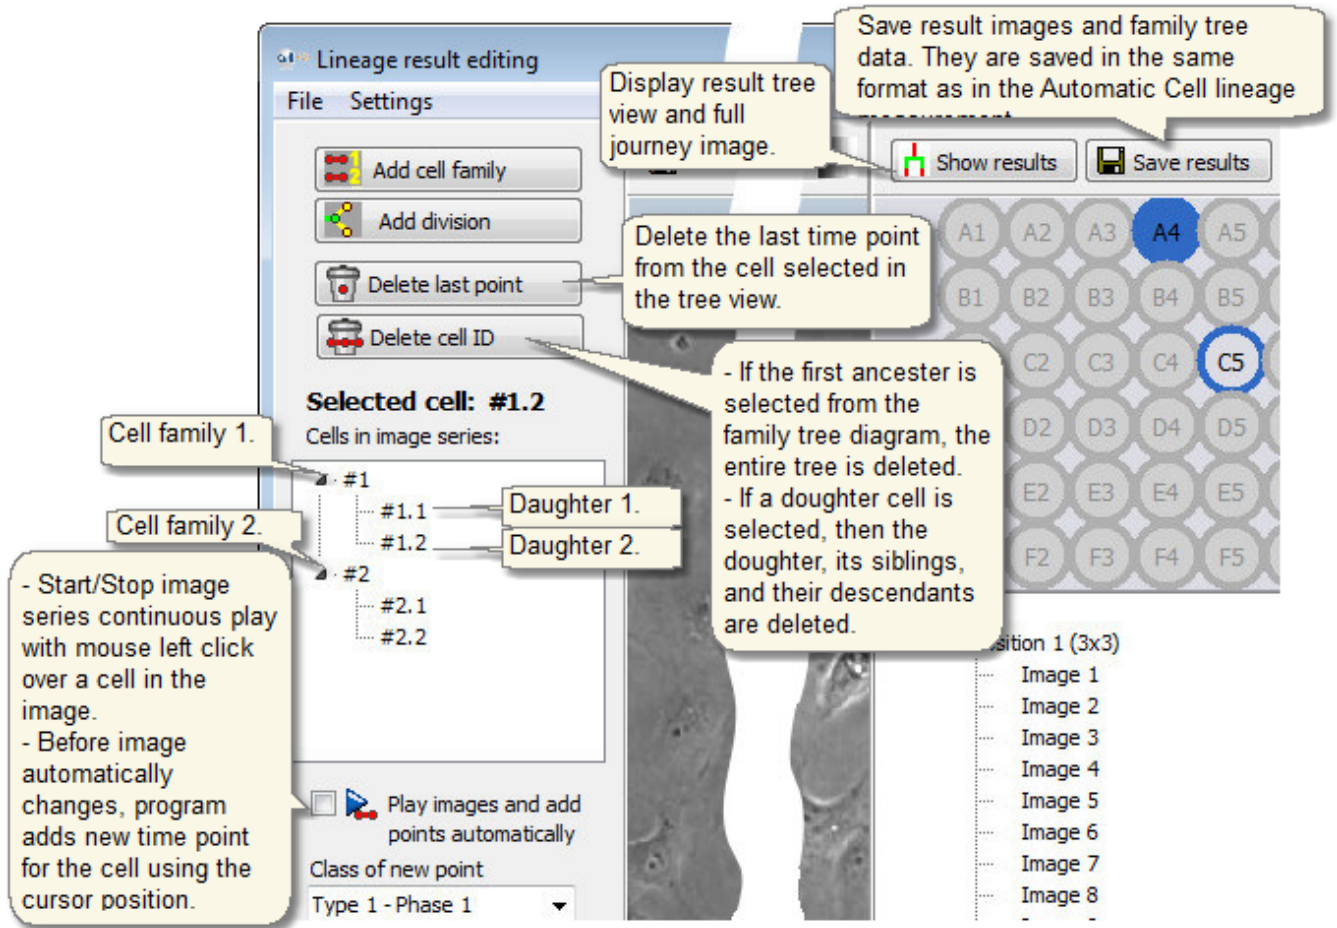 Save result images and family tree
data. They are saved in the same
format as in the Automatic Cell lineage
measurement.
Lineage result editing
Display result tree
view and full
journey image.
File Settings
Add cell family
Show results
Save results
Add division
Delete the last time point
from the cell selected in
the tree view.
A1 A2 A3 A4 A5
Delete last point
B1 B2 B3 B4 B5
Delete cell ID
- If the first ancester is
selected from the
family tree diagram, the
entire tree is deleted.
- If a doughter cell is
selected, then the
doughter, its siblings,
and their descendants
are deleted.
C2 C3 C4 C5
D2 D3 D4 D5
E2 E3 E4 E5
F2 F3 F4 F5
Selected cell: #1.2
Cells in image series:
Cell family 1.
#1
#1.1
Daughter 1.
#1.2
Daughter 2.
Cell family 2.
#2
#2.1
#2.2
- Start/Stop image
series continuous play
with mouse left click
over a cell in the
image.
- Before image
automatically
changes, program
adds new time point
for the cell using the
cursor position.
Play images and add
points automatically
Class of new point
Type 1 - Phase 1
sition 1 (3x3)
Image 1
Image 2
Image 3
Image 4
Image 5
Image 6
Image 7
Image 8